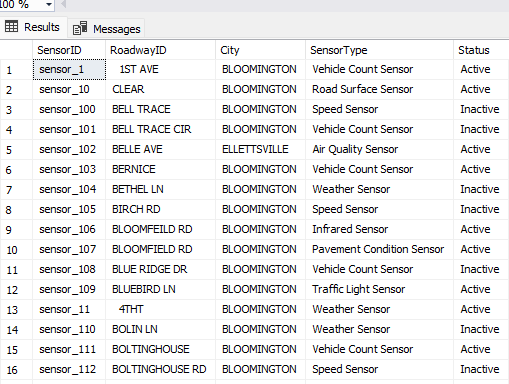 100 %
Results Messages
SensorID RoadwayID City SensorType Status
1 sensor_1 1ST AVE BLOOMINGTON Vehicle Count Sensor Active
2 sensor_10 CLEAR BLOOMINGTON Road Surface Sensor Active
3 sensor_100 BELL TRACE BLOOMINGTON Speed Sensor Inactive
4 sensor_101 BELL TRACE CIR BLOOMINGTON Vehicle Count Sensor Inactive
5 sensor_102 BELLE AVE ELLETTSVILLE Air Quality Sensor Active
6 sensor_103 BERNICE BLOOMINGTON Vehicle Count Sensor Active
7 sensor_104 BETHEL LN BLOOMINGTON Weather Sensor Inactive
8 sensor_105 BIRCH RD BLOOMINGTON Speed Sensor Inactive
9 sensor_106 BLOOMFEILD RD BLOOMINGTON Infrared Sensor Active
10 sensor_107 BLOOMFIELD RD BLOOMINGTON Pavement Condition Sensor Active
11 sensor_108 BLUE RIDGE DR BLOOMINGTON Vehicle Count Sensor Inactive
12 sensor_109 BLUEBIRD LN BLOOMINGTON Traffic Light Sensor Active
13 sensor_11 4THT BLOOMINGTON Weather Sensor Active
14 sensor_110 BOLIN LN BLOOMINGTON Weather Sensor Inactive
15 sensor_111 BOLTINGHOUSE BLOOMINGTON Vehicle Count Sensor Active
16 sensor_112 BOLTINGHOUSE RD BLOOMINGTON Speed Sensor Inactive